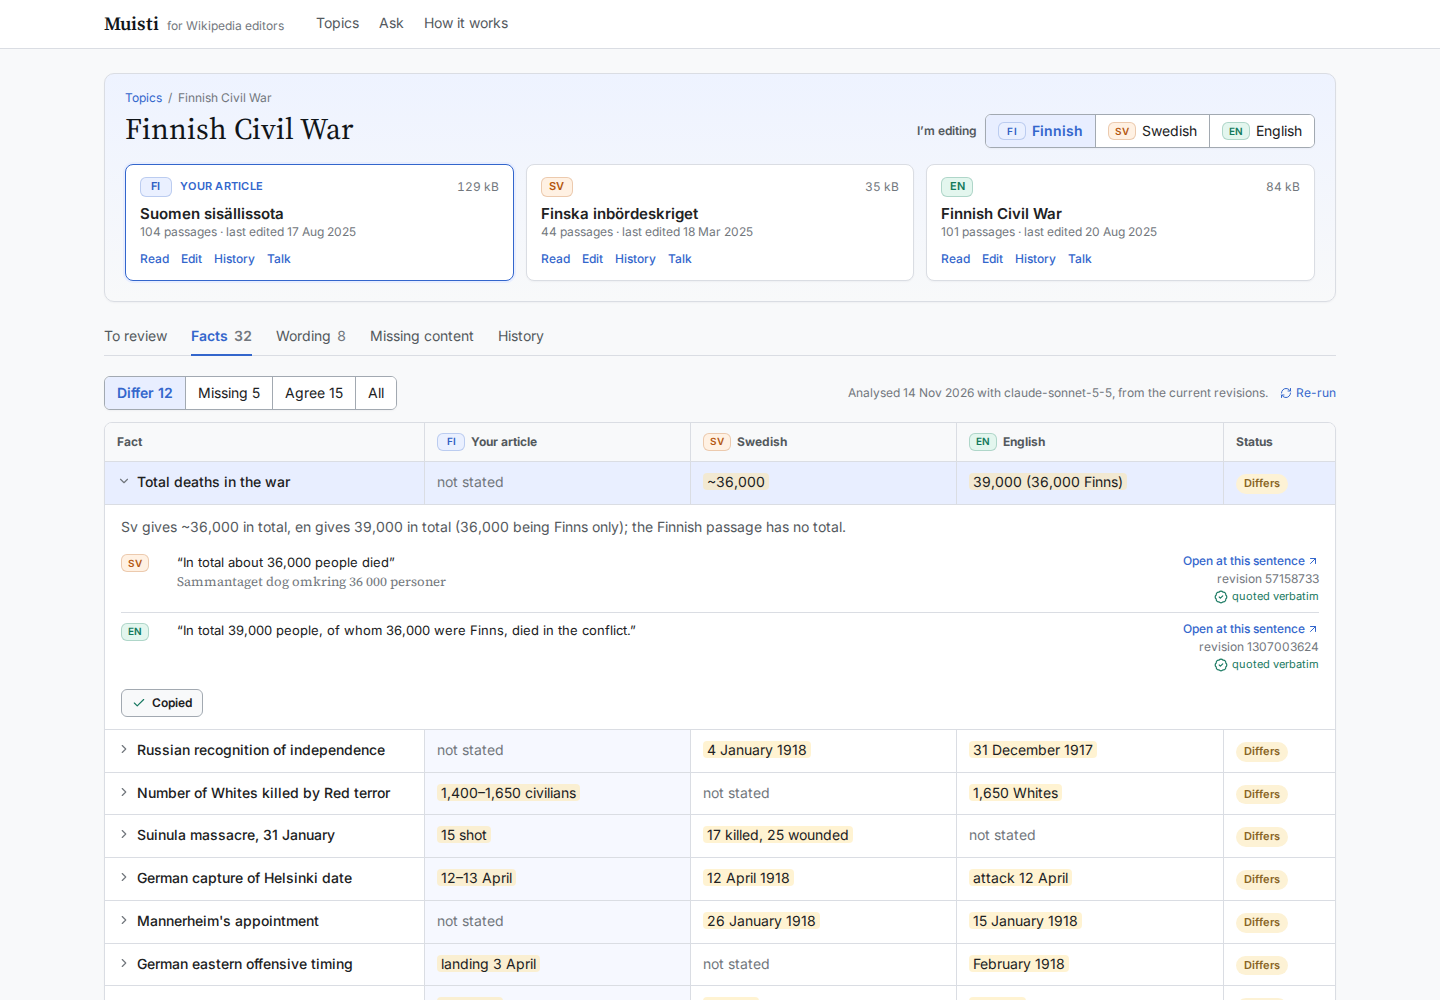 Muisti for Wikipedia editors Topics Ask How it works
Topics / Finnish Civil War
Finnish Civil War
I'm editing FI Finnish SV Swedish EN English
FI YOUR ARTICLE 129 kB
Suomen sisällissota
104 passages · last edited 17 Aug 2025
Read Edit History Talk
SV 35 kB
Finska inbördeskriget
44 passages · last edited 18 Mar 2025
Read Edit History Talk
EN 84 kB
Finnish Civil War
101 passages · last edited 20 Aug 2025
Read Edit History Talk
To review Facts 32 Wording 8 Missing content History
Differ 12 Missing 5 Agree 15 All
Analysed 14 Nov 2026 with claude-sonnet-5-5, from the current revisions. Re-run
Fact FI Your article SV Swedish EN English Status
Total deaths in the war not stated ~36,000 39,000 (36,000 Finns) Differs
Sv gives ~36,000 in total, en gives 39,000 in total (36,000 being Finns only); the Finnish passage has no total.
SV “In total about 36,000 people died” Open at this sentence
Sammantaget dog omkring 36 000 personer revision 57158733
quoted verbatim
EN “In total 39,000 people, of whom 36,000 were Finns, died in the conflict.” Open at this sentence
revision 1307003624
quoted verbatim
Copied
Russian recognition of independence not stated 4 January 1918 31 December 1917 Differs
Number of Whites killed by Red terror 1,400–1,650 civilians not stated 1,650 Whites Differs
Suinula massacre, 31 January 15 shot 17 killed, 25 wounded not stated Differs
German capture of Helsinki date 12–13 April 12 April 1918 attack 12 April Differs
Mannerheim's appointment not stated 26 January 1918 15 January 1918 Differs
German eastern offensive timing landing 3 April not stated February 1918 Differs